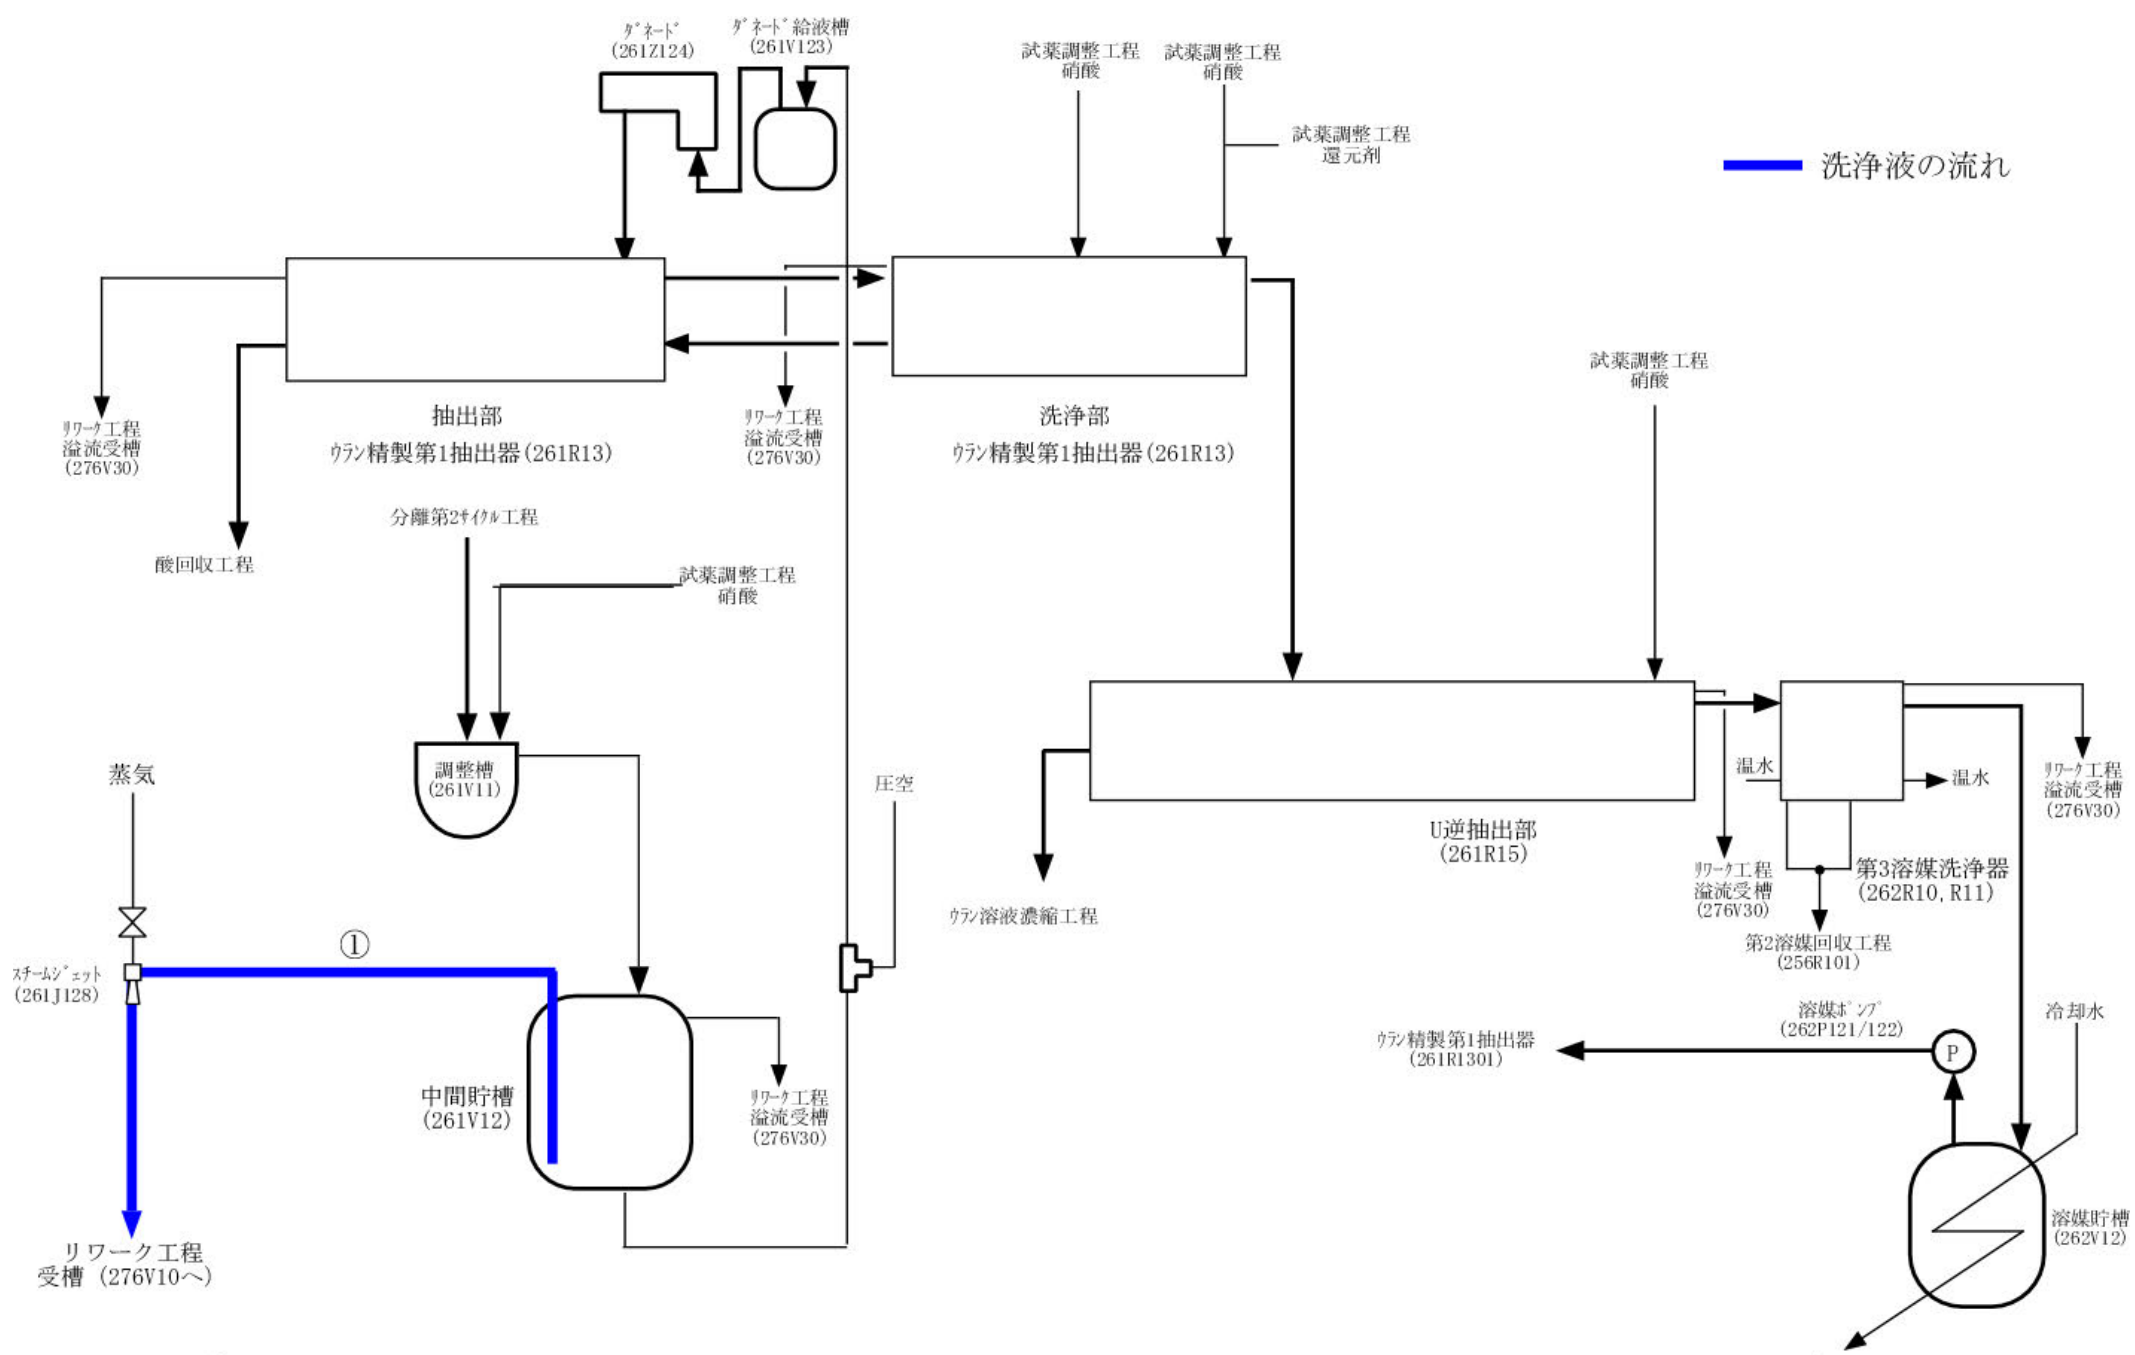 ﾀﾞﾈｰﾄﾞ
(261Z124)
ﾀﾞﾈｰﾄﾞ給液槽
(261V123)
試薬調整工程
硝酸
試薬調整工程
硝酸
試薬調整工程
還元剤
洗浄液の流れ
ﾘﾜｰｸ工程
溢流受槽
(276V30)
抽出部
ｳﾗﾝ精製第1抽出器(261R13)
ﾘﾜｰｸ工程
溢流受槽
(276V30)
洗浄部
ｳﾗﾝ精製第1抽出器(261R13)
試薬調整工程
硝酸
酸回収工程
分離第2ｻｲｸﾙ工程
試薬調整工程
硝酸
蒸気
調整槽
(261V11)
圧空
U逆抽出部
(261R15)
温水
温水
ﾘﾜｰｸ工程
溢流受槽
(276V30)
ｳﾗﾝ溶液濃縮工程
ﾘﾜｰｸ工程
溢流受槽
(276V30)
第3溶媒洗浄器
(262R10,R11)
第2溶媒回収工程
(256R101)
①
ｽﾁｰﾑｼﾞｪｯﾄ
(261J128)
中間貯槽
(261V12)
ﾘﾜｰｸ工程
溢流受槽
(276V30)
ｳﾗﾝ精製第1抽出器
(261R1301)
溶媒ﾎﾟﾝﾌﾟ
(262P121/122)
P
冷却水
溶媒貯槽
(262V12)
リワーク工程
受槽（276V10へ）